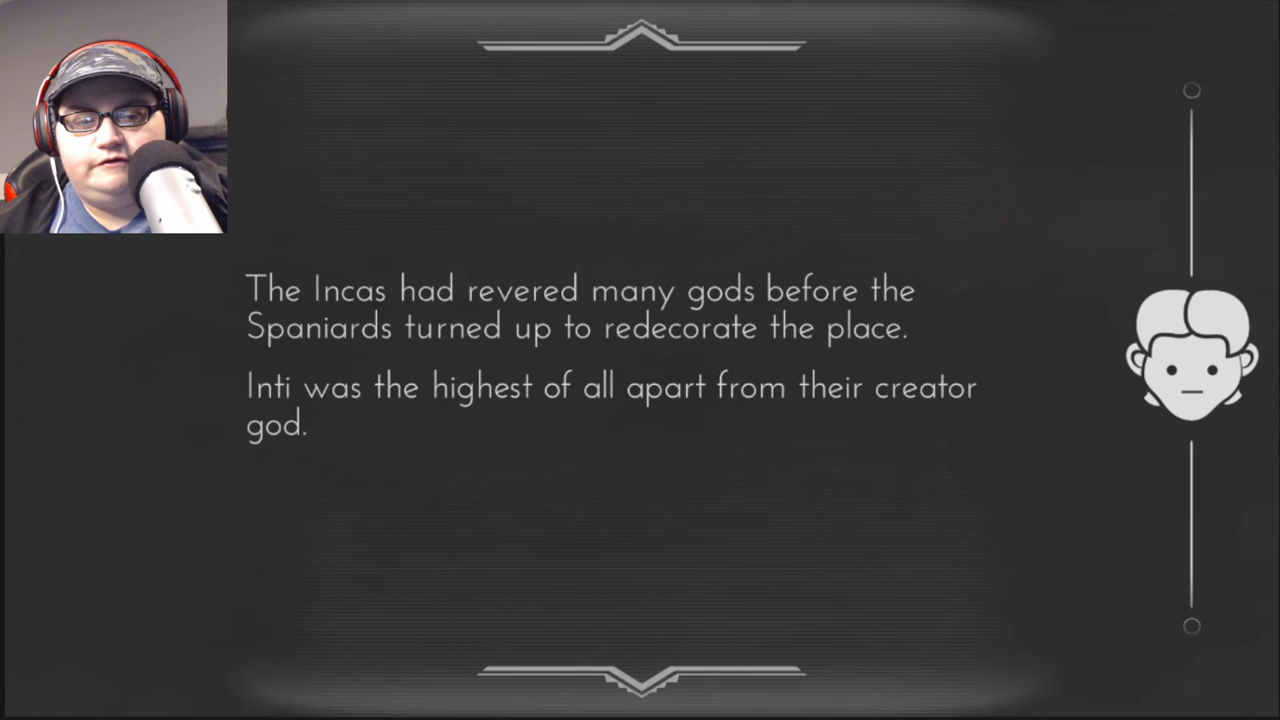 The Incas had revered many gods before the
Spaniards turned up to redecorate the place.
Inti was the highest of all apart from their creator
god.